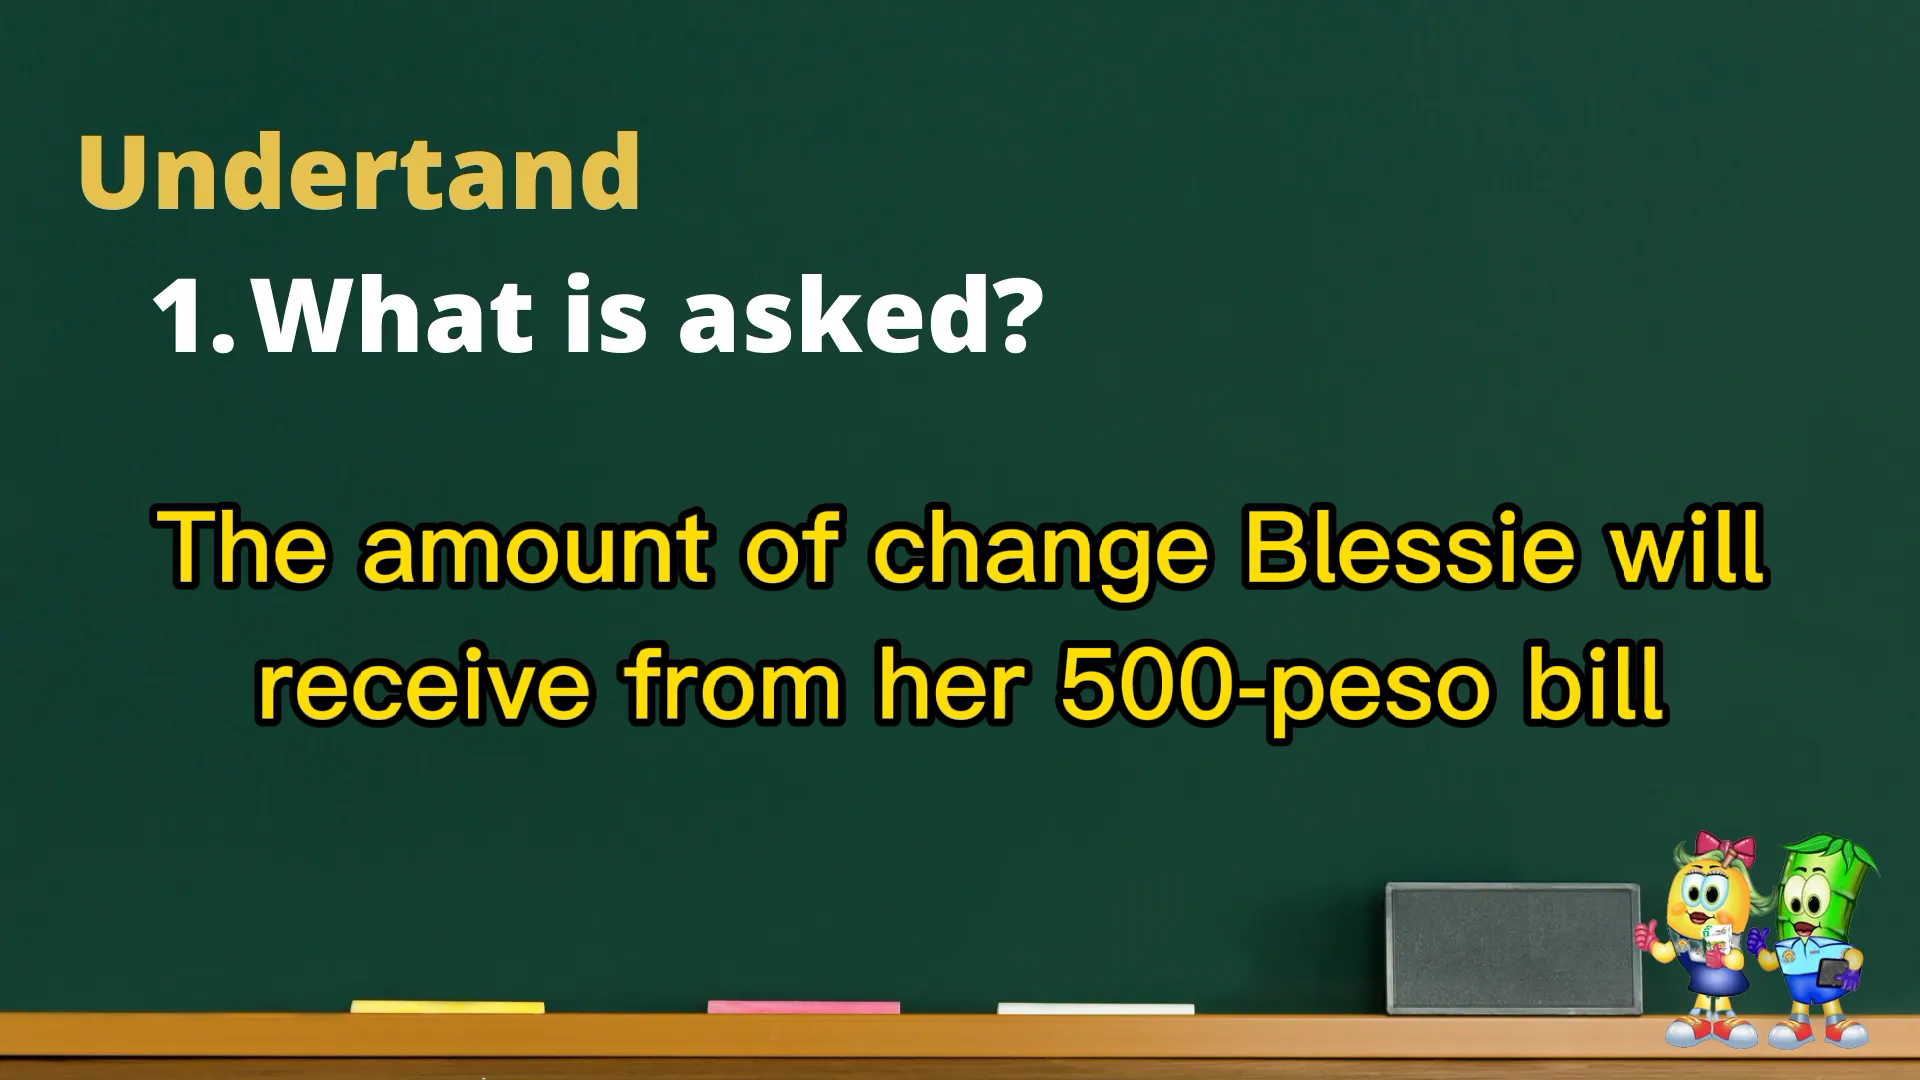 Undertand
1. What is asked?
The amount of change Blessie will
receive from her 500-peso bill